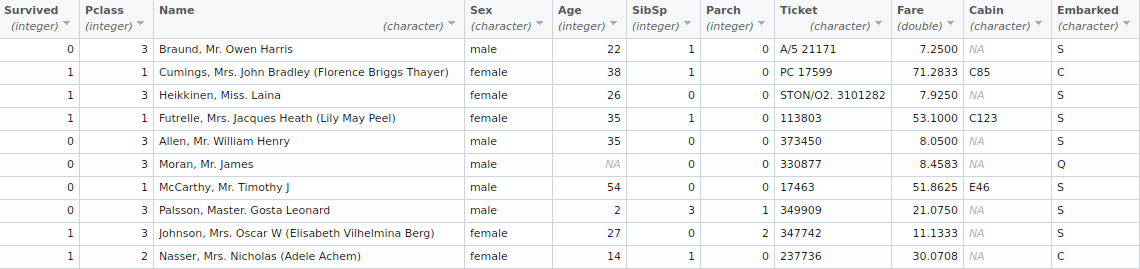 Survived Pclass Name Sex Age SibSp Parch Ticket Fare Cabin Embarked
(integer) (integer) (character) (character) (integer) (integer) (integer) (character) (double) (character) (character)
0 3 Braund, Mr. Owen Harris male 22 1 0 A/5 21171 7.2500 NA S
1 1 Cumings, Mrs. John Bradley (Florence Briggs Thayer) female 38 1 0 PC 17599 71.2833 C85 C
1 3 Heikkinen, Miss. Laina female 26 0 0 STON/O2. 3101282 7.9250 NA S
1 1 Futrelle, Mrs. Jacques Heath (Lily May Peel) female 35 1 0 113803 53.1000 C123 S
0 3 Allen, Mr. William Henry male 35 0 0 373450 8.0500 NA S
0 3 Moran, Mr. James male NA 0 0 330877 8.4583 NA Q
0 1 McCarthy, Mr. Timothy J male 54 0 0 17463 51.8625 E46 S
0 3 Palsson, Master. Gosta Leonard male 2 3 1 349909 21.0750 NA S
1 3 Johnson, Mrs. Oscar W (Elisabeth Vilhelmina Berg) female 27 0 2 347742 11.1333 NA S
1 2 Nasser, Mrs. Nicholas (Adele Achem) female 14 1 0 237736 30.0708 NA C